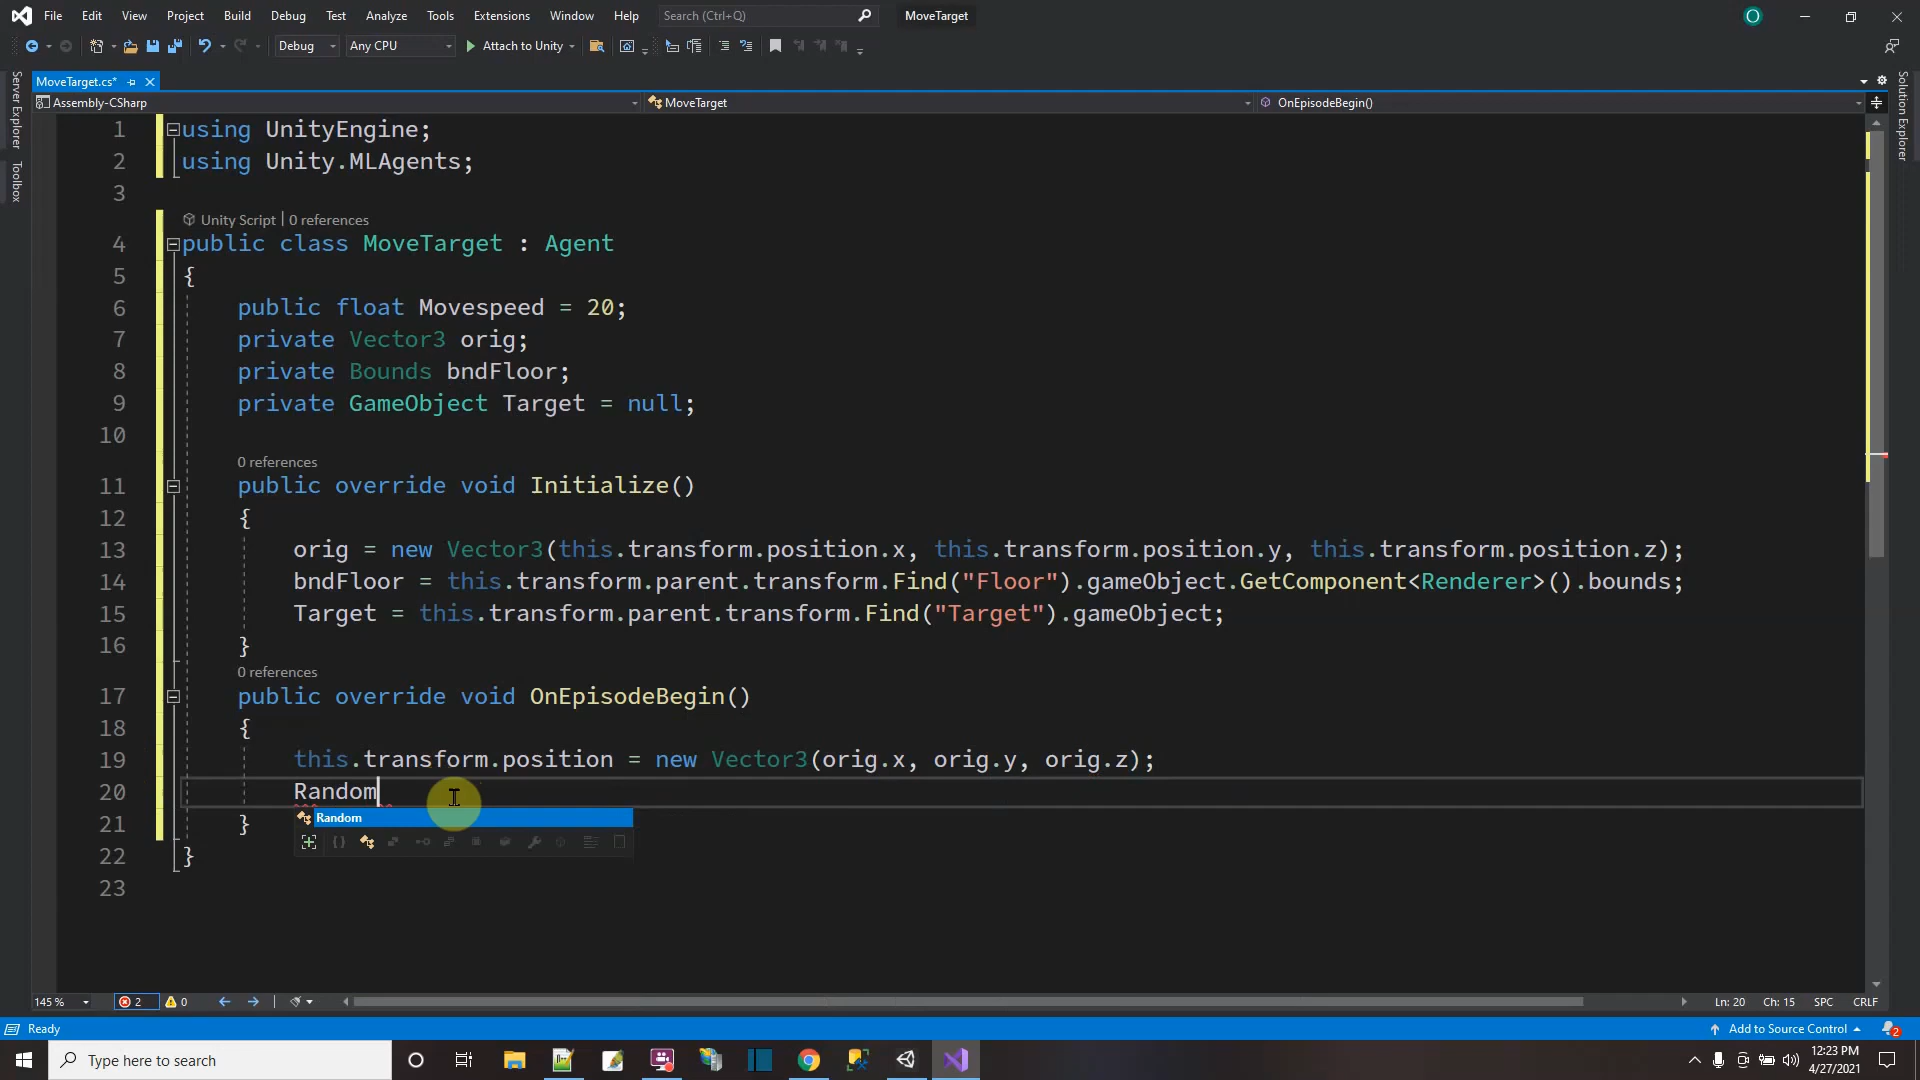 File Edit View Project Build Debug Test Analyze Tools Extensions Window Help Search (Ctrl+Q) MoveTarget O
Debug Any CPU Attach to Unity
MoveTarget.cs*
Assembly-CSharp MoveTarget OnEpisodeBegin()
Server Explorer
Toolbox
Solution Explorer
1 using UnityEngine;
2 using Unity.MLAgents;
3
Unity Script | 0 references
4 public class MoveTarget : Agent
5 {
6 public float Movespeed = 20;
7 private Vector3 orig;
8 private Bounds bndFloor;
9 private GameObject Target = null;
10
0 references
11 public override void Initialize()
12 {
13 orig = new Vector3(this.transform.position.x, this.transform.position.y, this.transform.position.z);
14 bndFloor = this.transform.parent.transform.Find("Floor").gameObject.GetComponent<Renderer>().bounds;
15 Target = this.transform.parent.transform.Find("Target").gameObject;
16 }
0 references
17 public override void OnEpisodeBegin()
18 {
19 this.transform.position = new Vector3(orig.x, orig.y, orig.z);
20 Random
Random
21 }
22 }
23
145 % 2 0 Ln: 20 Ch: 15 SPC CRLF
Ready Add to Source Control 2
Type here to search 12:23 PM
4/27/2021